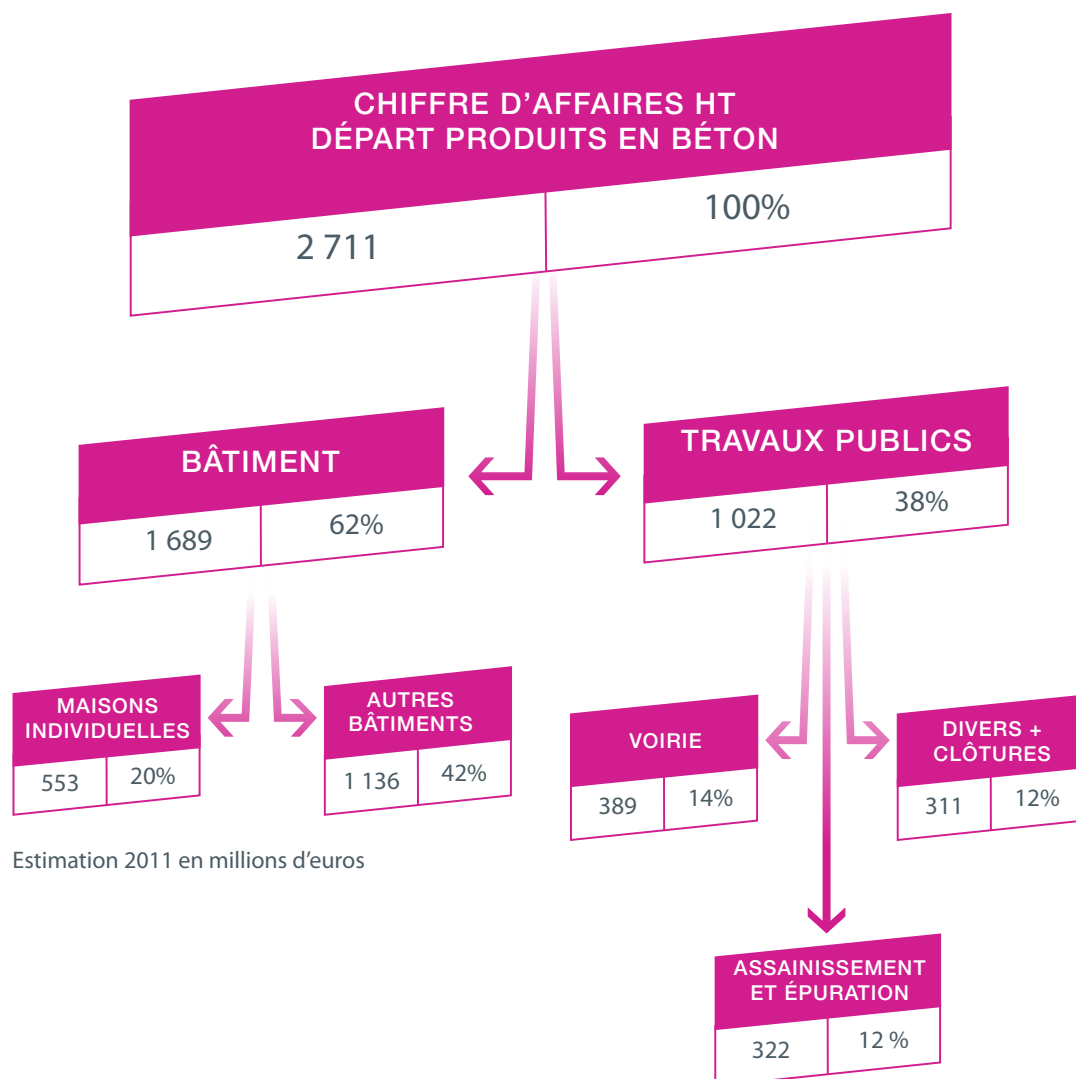 CHIFFRE D'AFFAIRES HT
DÉPART PRODUITS EN BÉTON
2 711
100%
BÂTIMENT
1 689
62%
TRAVAUX PUBLICS
1 022
38%
MAISONS
INDIVIDUELLES
553
20%
AUTRES
BÂTIMENTS
1 136
42%
VOIRIE
389
14%
DIVERS +
CLÔTURES
311
12%
Estimation 2011 en millions d’euros
ASSAINISSEMENT
ET ÉPURATION
322
12 %